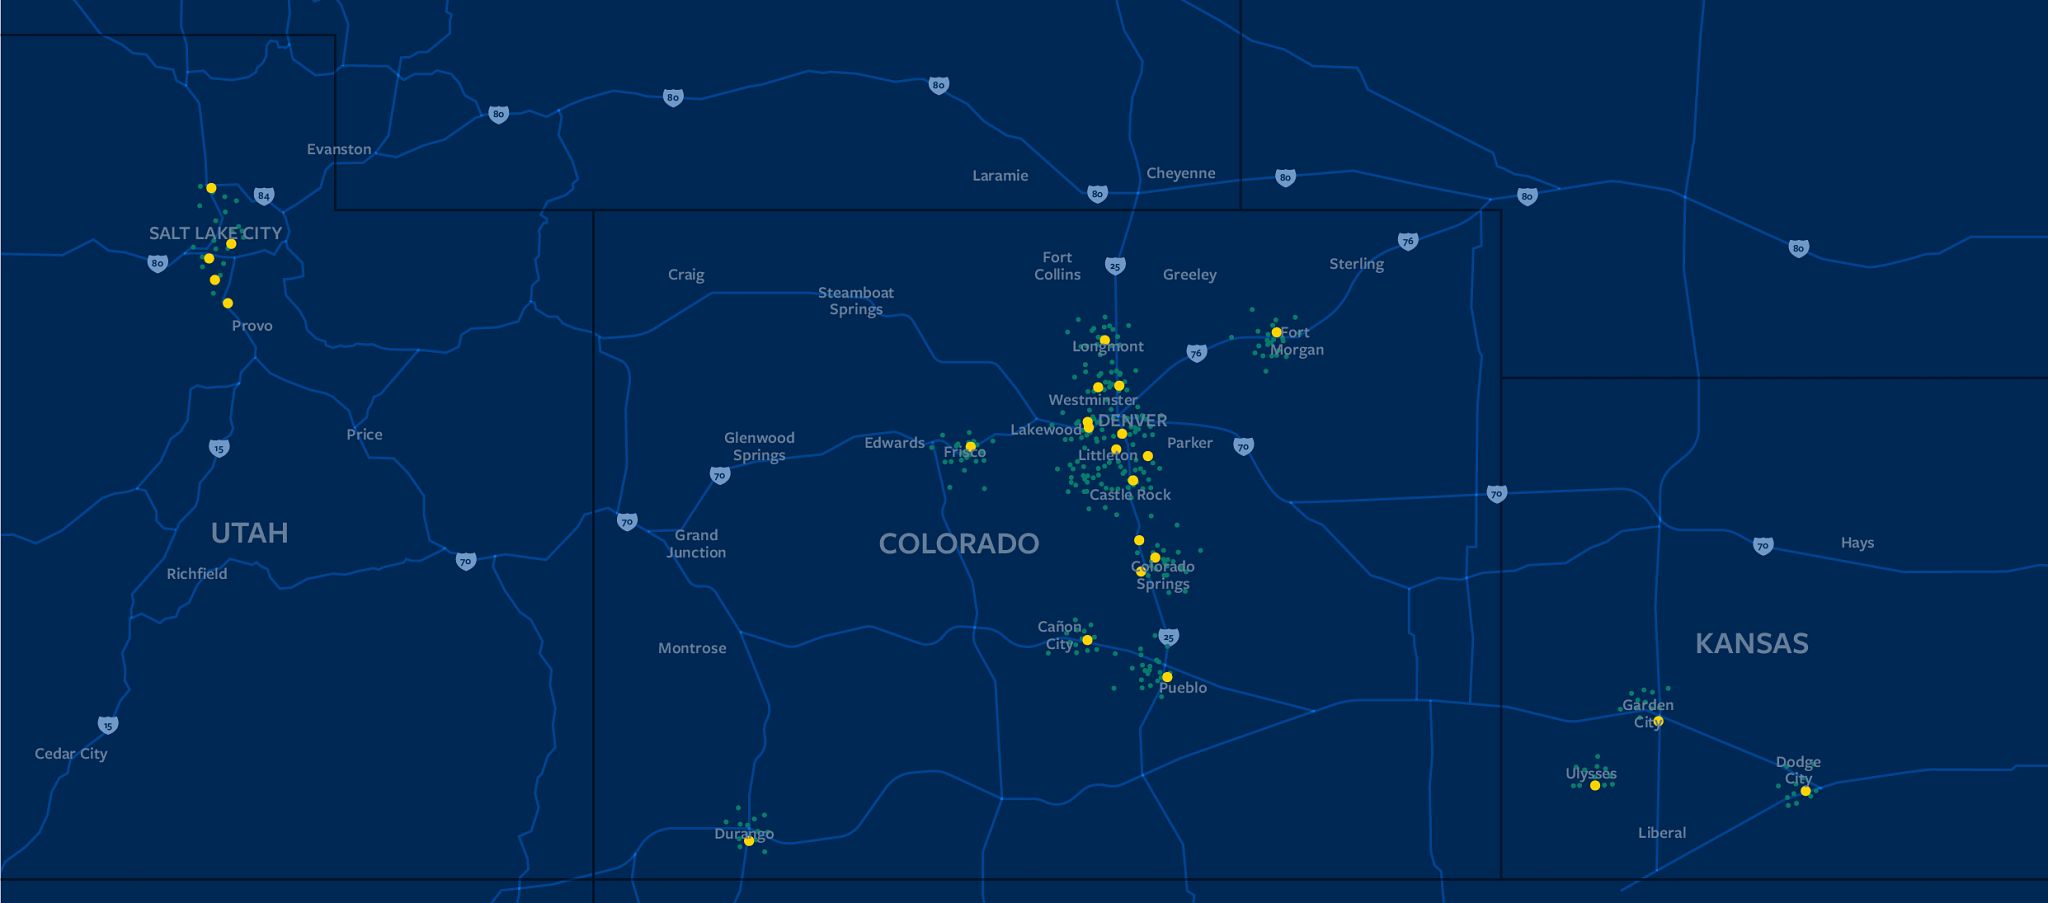 80
80
80
Evanston
Laramie
Cheyenne
80
80
80
84
SALT LAKE CITY
80
76
80
Fort
Collins
25
Greeley
Sterling
Craig
Steamboat
Springs
Provo
Longmont
76
Fort
Morgan
Westminster
DENVER
Lakewood
Price
15
Glenwood
Springs
Edwards
Frisco
Littleton
Parker
70
70
Castle Rock
70
70
UTAH
COLORADO
Grand
Junction
70
70
Hays
Richfield
Colorado
Springs
Cañon
City
25
Montrose
KANSAS
Pueblo
Garden
City
15
Cedar City
Ulysses
Dodge
City
Durango
Liberal